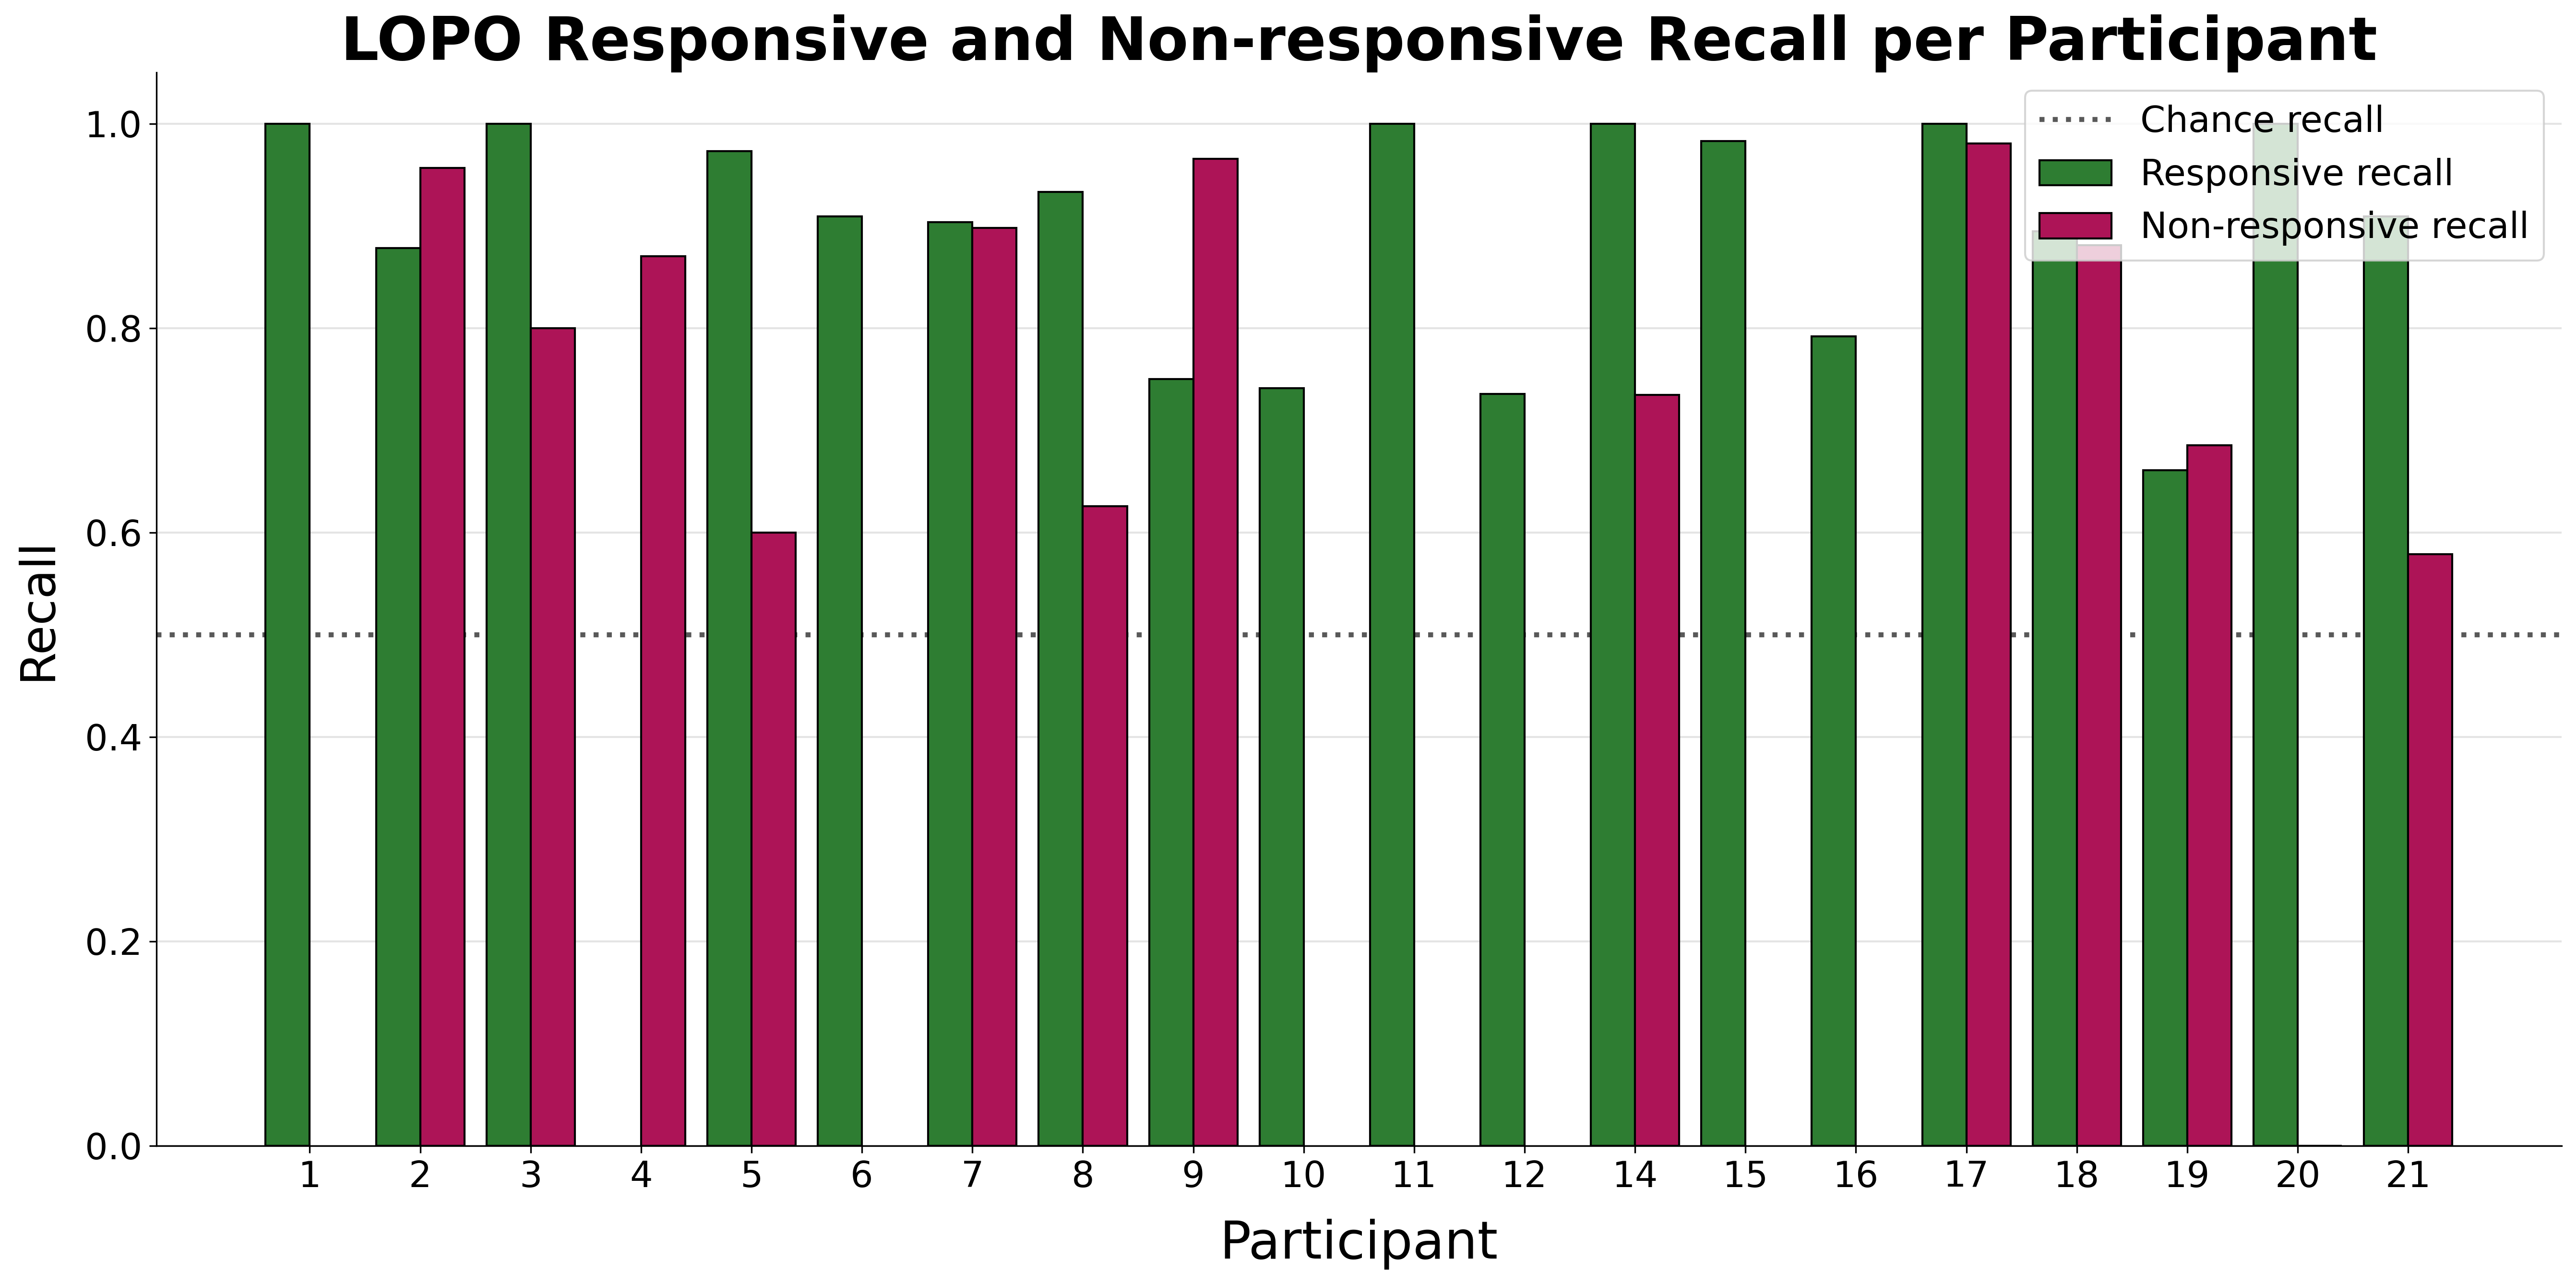 LOPO Responsive and Non-responsive Recall per Participant
Chance recall
Responsive recall
Non-responsive recall
Recall
1.0
0.8
0.6
0.4
0.2
0.0
1 2 3 4 5 6 7 8 9 10 11 12 14 15 16 17 18 19 20 21
Participant